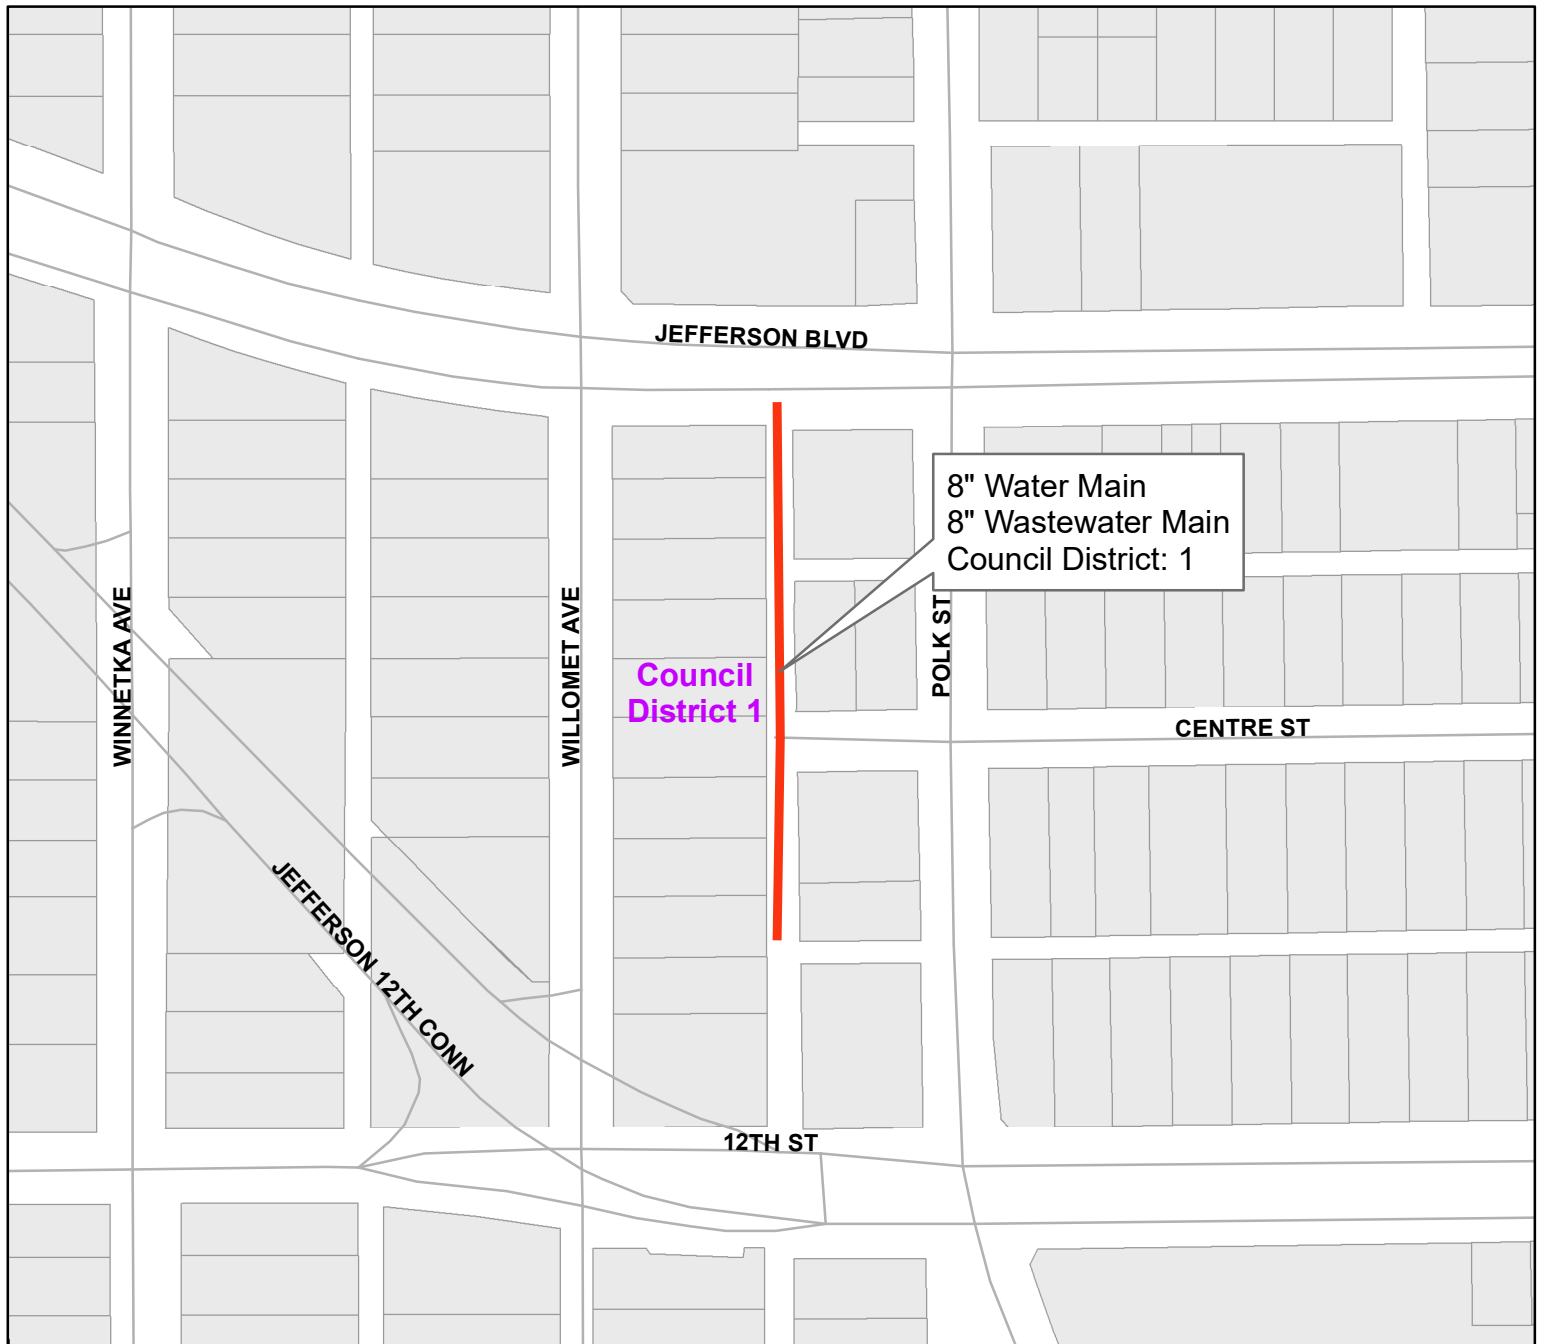 JEFFERSON BLVD
8" Water Main
8" Wastewater Main
Council District: 1
WINNETKA AVE
WILLOMET AVE
POLK ST
Council
District 1
CENTRE ST
JEFFERSON 12TH CONN
12TH ST